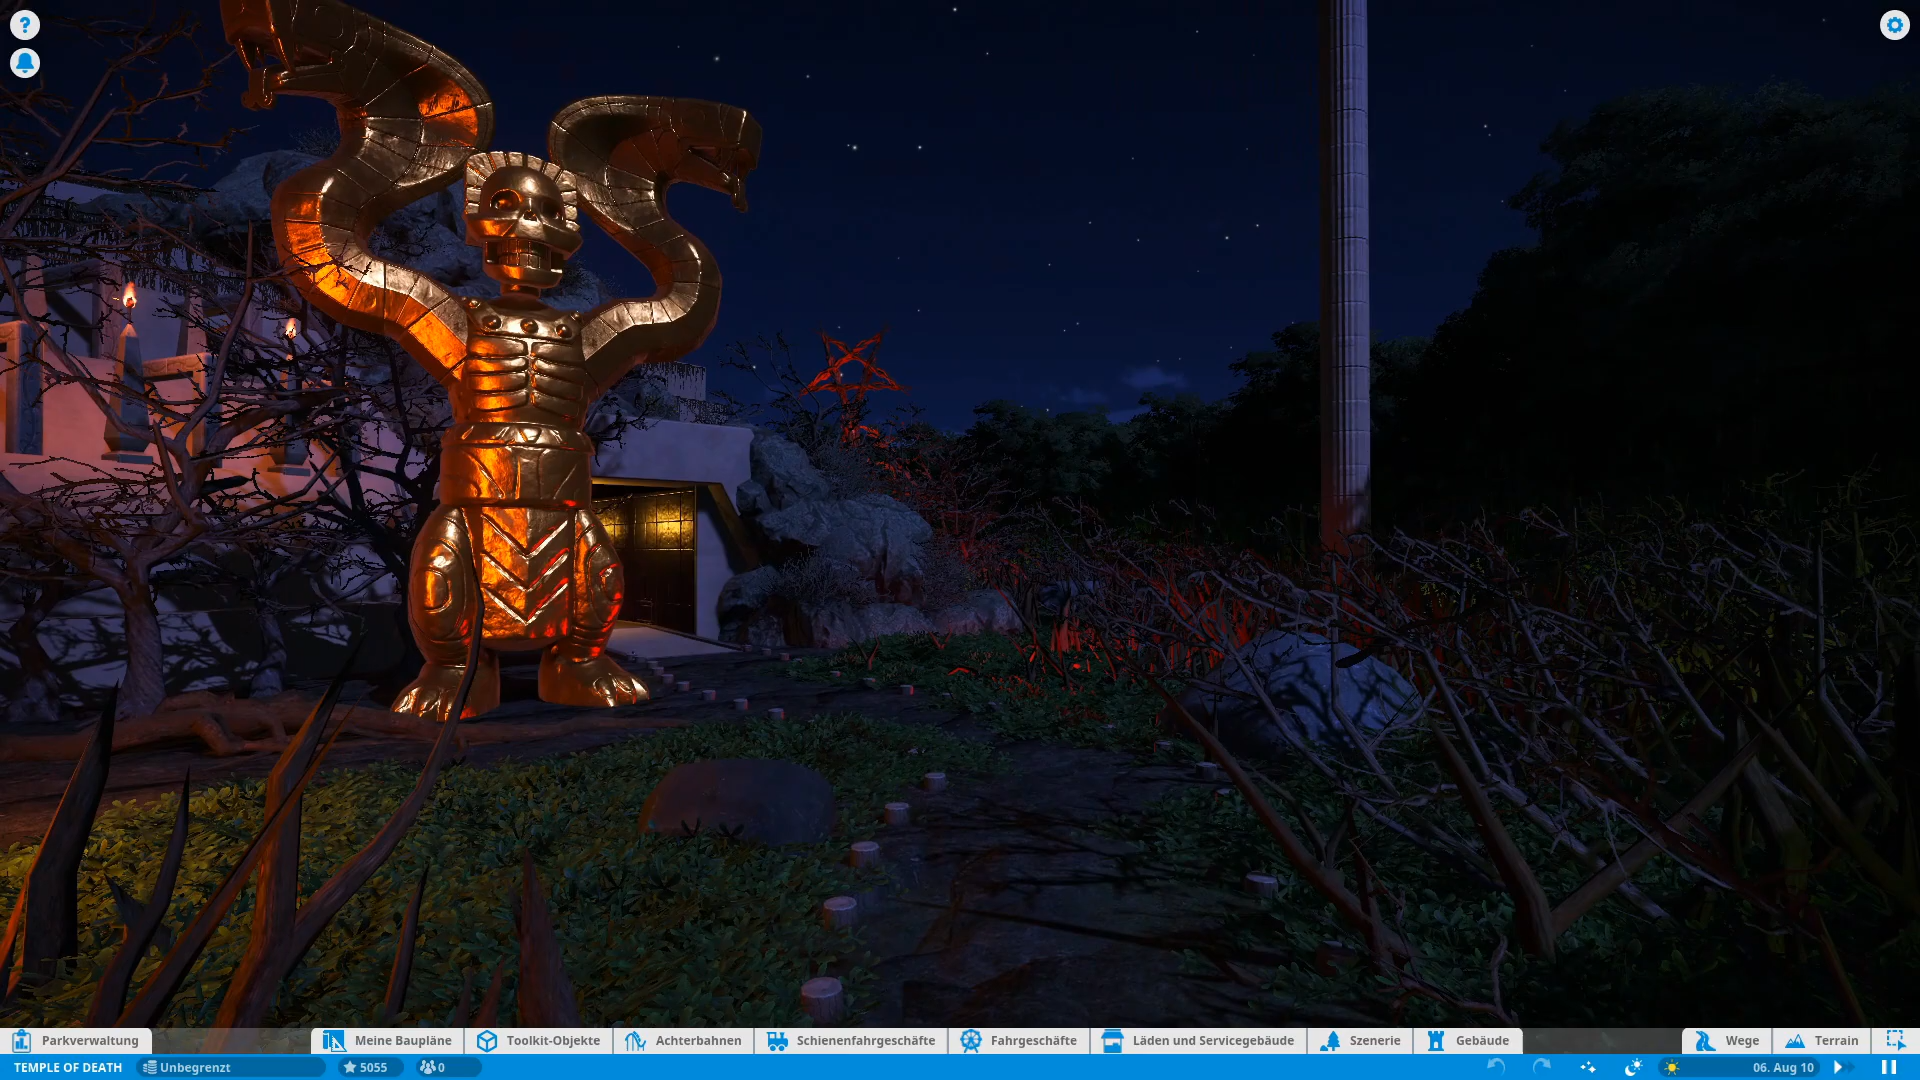 ?
Parkverwaltung
Meine Baupläne
Toolkit-Objekte
Achterbahnen
Schienenfahrgeschäfte
Fahrgeschäfte
Läden und Servicegebäude
Szenerie
Gebäude
Wege
Terrain
TEMPLE OF DEATH
Unbegrenzt
5055
0
06. Aug 10